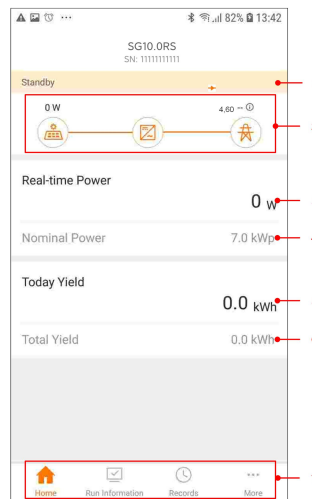 82% 13:42
SG10.0RS
SN: 11111111111
Standby
0 W 4,60 --
Real-time Power
0 W
Nominal Power 7.0 kWp
Today Yield
0.0 kWh
Total Yield 0.0 kWh
Home Run Information Records More